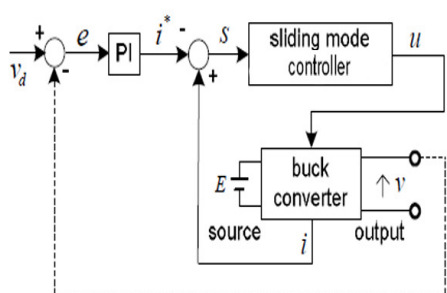 + e PI i* - s sliding mode controller u
v_d - +
E buck converter ↑ v
source i output